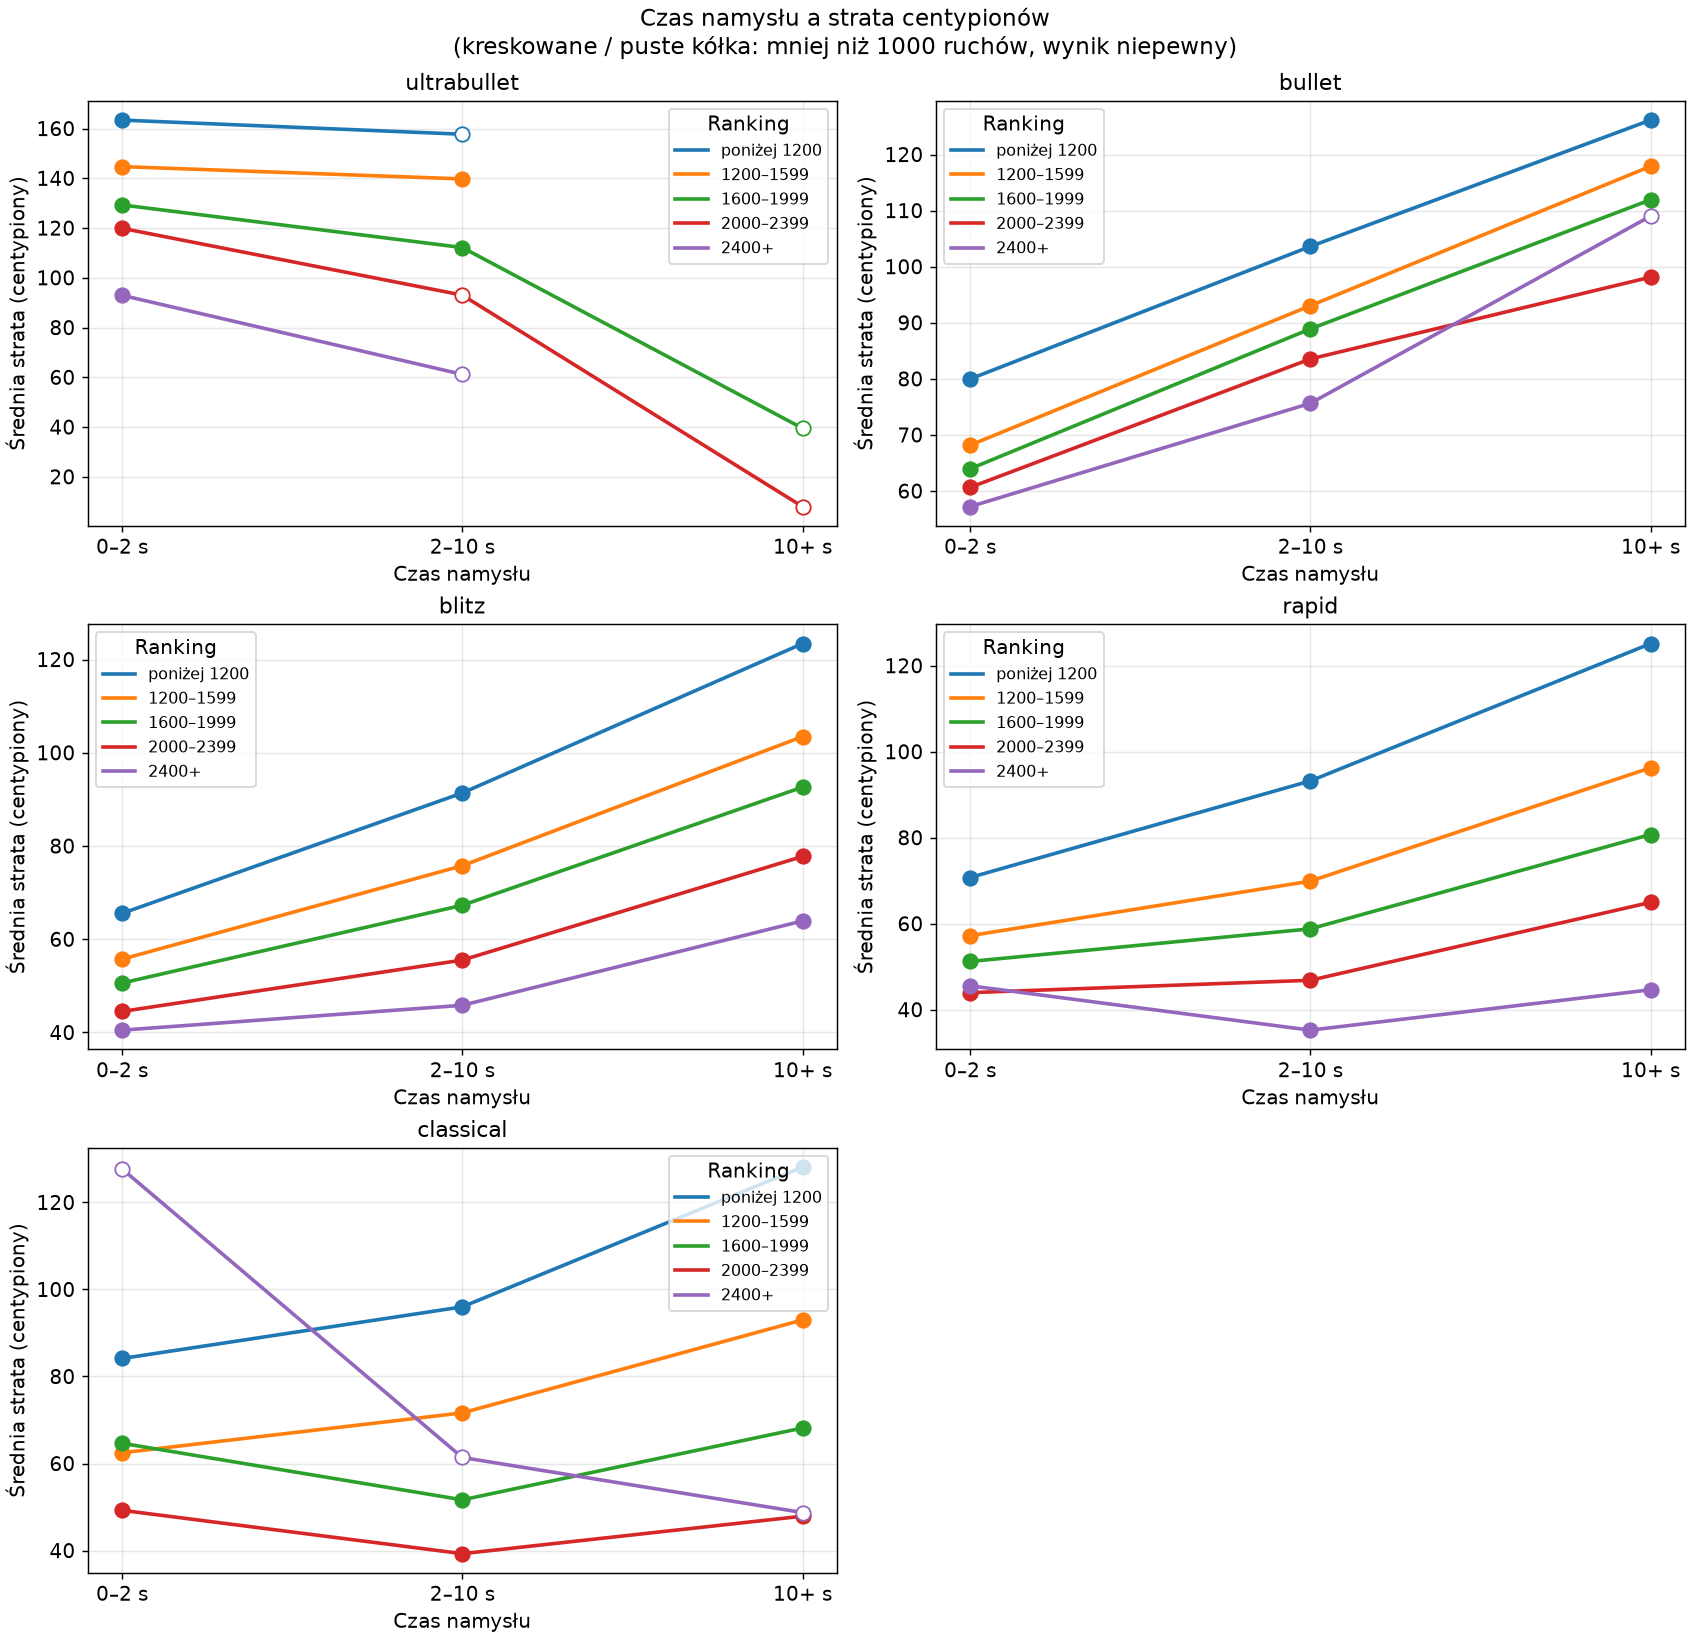 Czas namysłu a strata centypionów
(kreskowane / puste kółka: mniej niż 1000 ruchów, wynik niepewny)
ultrabullet
Średnia strata (centypiony)
160
140
120
100
80
60
40
20
Ranking
poniżej 1200
1200–1599
1600–1999
2000–2399
2400+
0–2 s
2–10 s
10+ s
Czas namysłu
bullet
Średnia strata (centypiony)
120
110
100
90
80
70
60
Ranking
poniżej 1200
1200–1599
1600–1999
2000–2399
2400+
0–2 s
2–10 s
10+ s
Czas namysłu
blitz
Średnia strata (centypiony)
120
100
80
60
40
Ranking
poniżej 1200
1200–1599
1600–1999
2000–2399
2400+
0–2 s
2–10 s
10+ s
Czas namysłu
rapid
Średnia strata (centypiony)
120
100
80
60
40
Ranking
poniżej 1200
1200–1599
1600–1999
2000–2399
2400+
0–2 s
2–10 s
10+ s
Czas namysłu
classical
Średnia strata (centypiony)
120
100
80
60
40
Ranking
poniżej 1200
1200–1599
1600–1999
2000–2399
2400+
0–2 s
2–10 s
10+ s
Czas namysłu